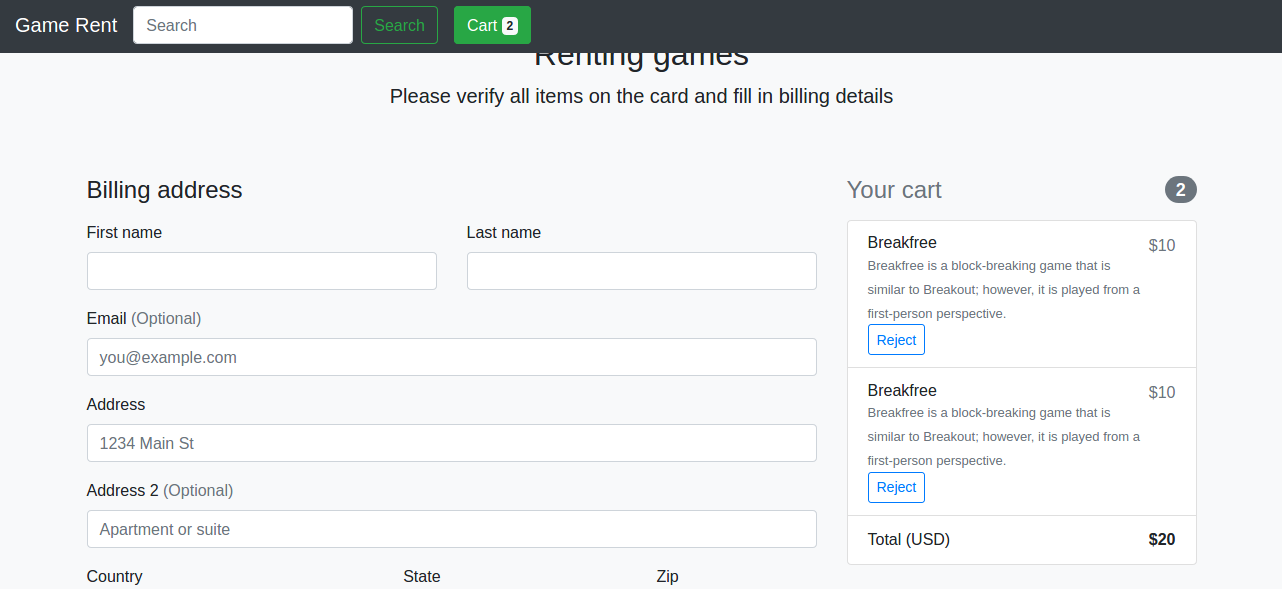 Game Rent Search Search Cart 2
Renting games
Please verify all items on the card and fill in billing details
Billing address
First name Last name
Email (Optional)
you@example.com
Address
1234 Main St
Address 2 (Optional)
Apartment or suite
Country State Zip
Your cart 2
Breakfree $10
Breakfree is a block-breaking game that is
similar to Breakout; however, it is played from a
first-person perspective.
Reject
Breakfree $10
Breakfree is a block-breaking game that is
similar to Breakout; however, it is played from a
first-person perspective.
Reject
Total (USD) $20